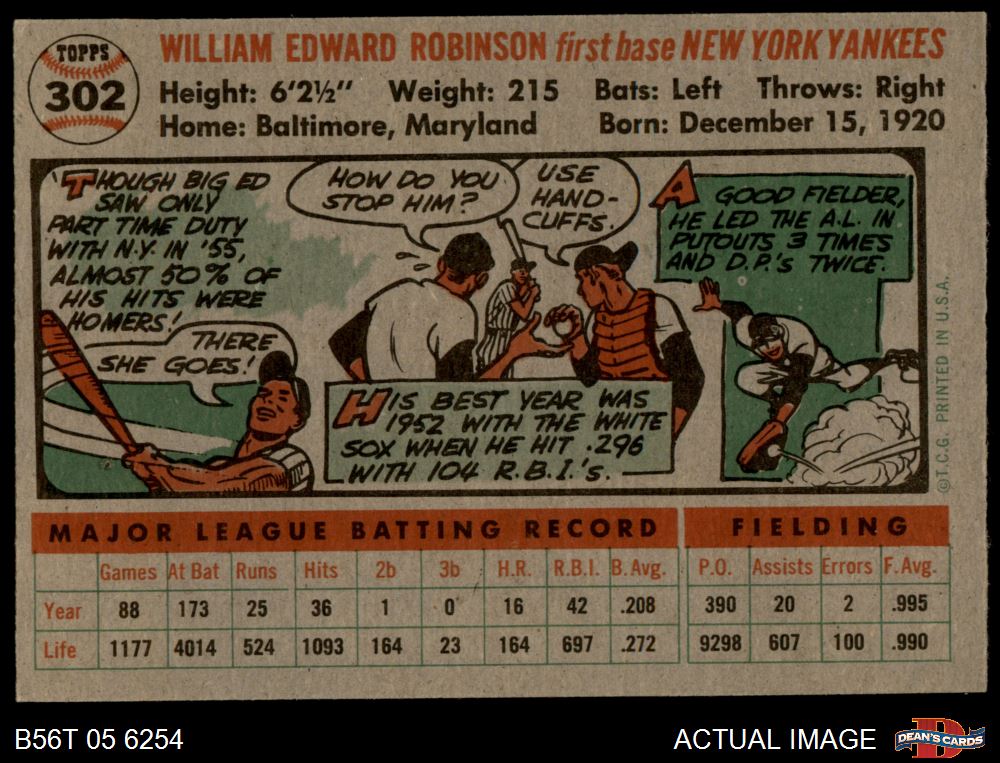 TOPPS
302
WILLIAM EDWARD ROBINSON first base NEW YORK YANKEES
Height: 6'2½" Weight: 215 Bats: Left Throws: Right
Home: Baltimore, Maryland Born: December 15, 1920
THOUGH BIG ED
SAW ONLY
PART TIME DUTY
WITH N.Y. IN '55,
ALMOST 50% OF
HIS HITS WERE
HOMERS!
THERE
SHE GOES!
HOW DO YOU
STOP HIM?
USE
HAND-
CUFFS.
HIS BEST YEAR WAS
1952 WITH THE WHITE
SOX WHEN HE HIT .296
WITH 104 R.B.I.'s.
A GOOD FIELDER,
HE LED THE A.L. IN
PUTOUTS 3 TIMES
AND D.P.'s TWICE.
©T.C.G. PRINTED IN U.S.A.
MAJOR LEAGUE BATTING RECORD FIELDING
Games At Bat Runs Hits 2b 3b H.R. R.B.I. B. Avg. P.O. Assists Errors F. Avg.
Year 88 173 25 36 1 0 16 42 .208 390 20 2 .995
Life 1177 4014 524 1093 164 23 164 697 .272 9298 607 100 .990
B56T 05 6254
ACTUAL IMAGE
DEAN'S CARDS